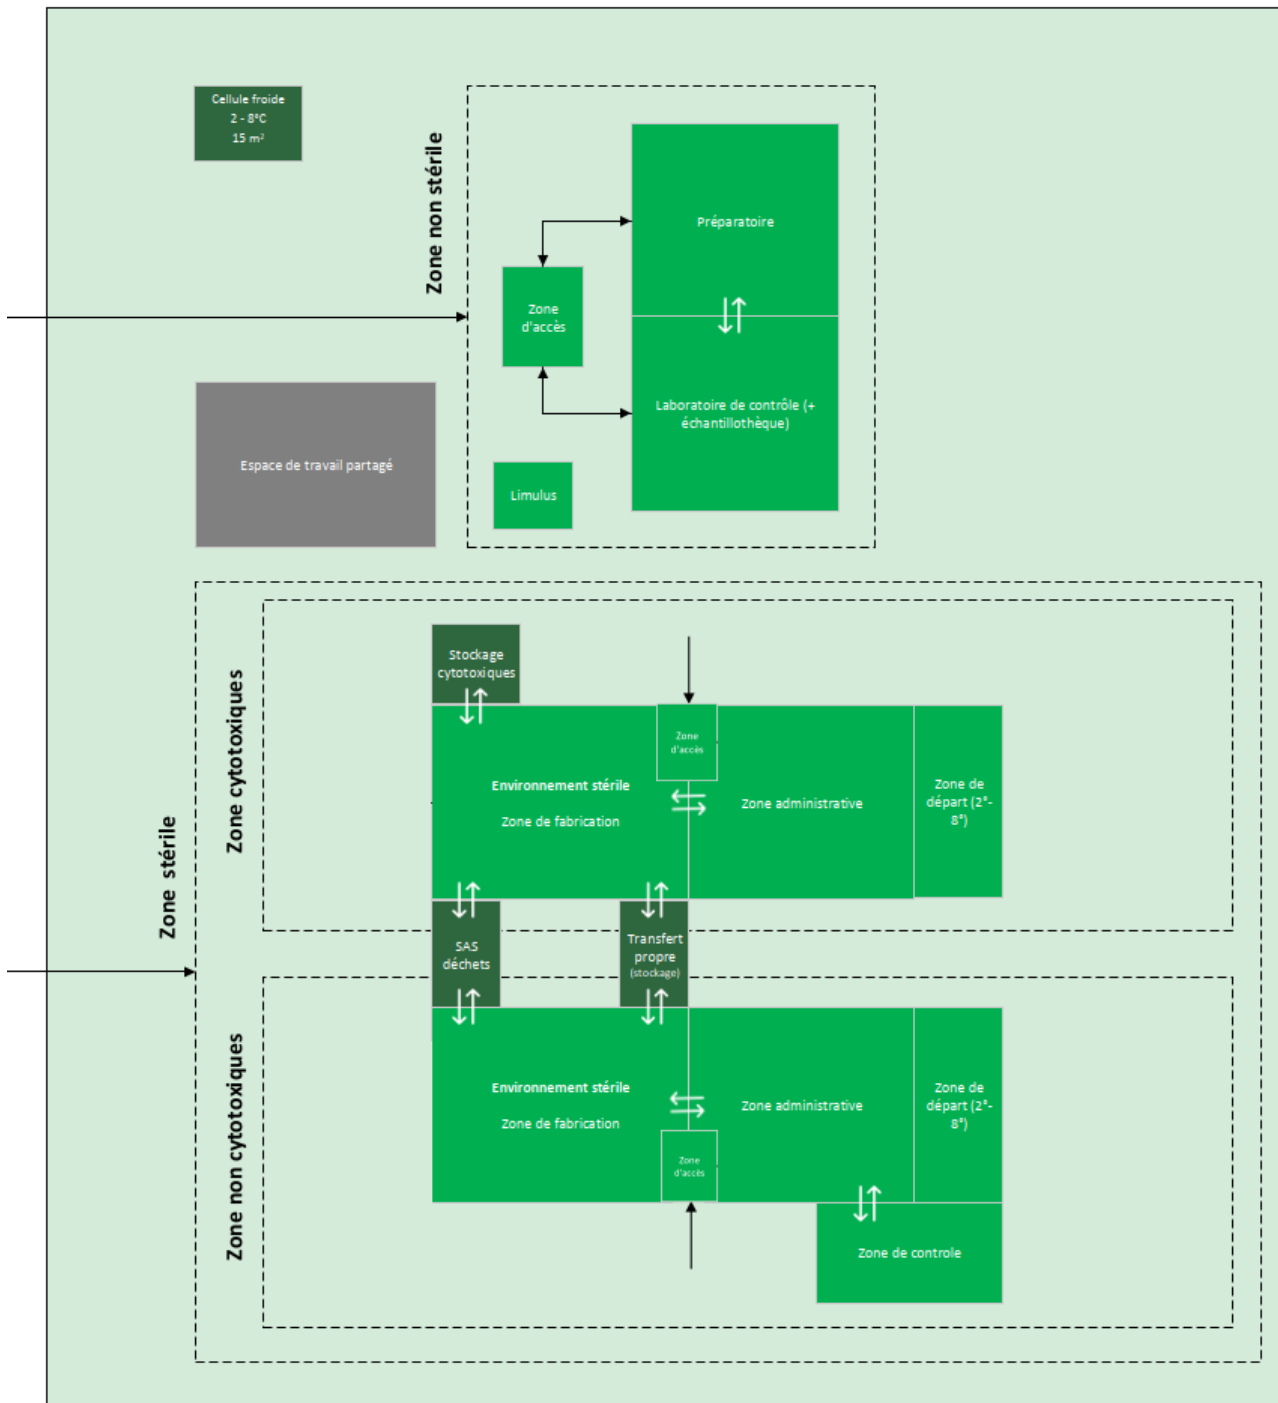 Cellule froide
2 - 8°C
15 m²
Zone non stérile
Préparatoire
Zone
d'accès
Laboratoire de contrôle (+
échantillothèque)
Espace de travail partagé
Limulus
Zone stérile
Zone cytotoxiques
Stockage
cytotoxiques
Zone
d'accès
Environnement stérile
Zone de fabrication
Zone administrative
Zone de
départ (2°-
8°)
SAS
déchets
Transfert
propre
(stockage)
Zone non cytotoxiques
Environnement stérile
Zone de fabrication
Zone administrative
Zone de
départ (2°-
8°)
Zone
d'accès
Zone de controle